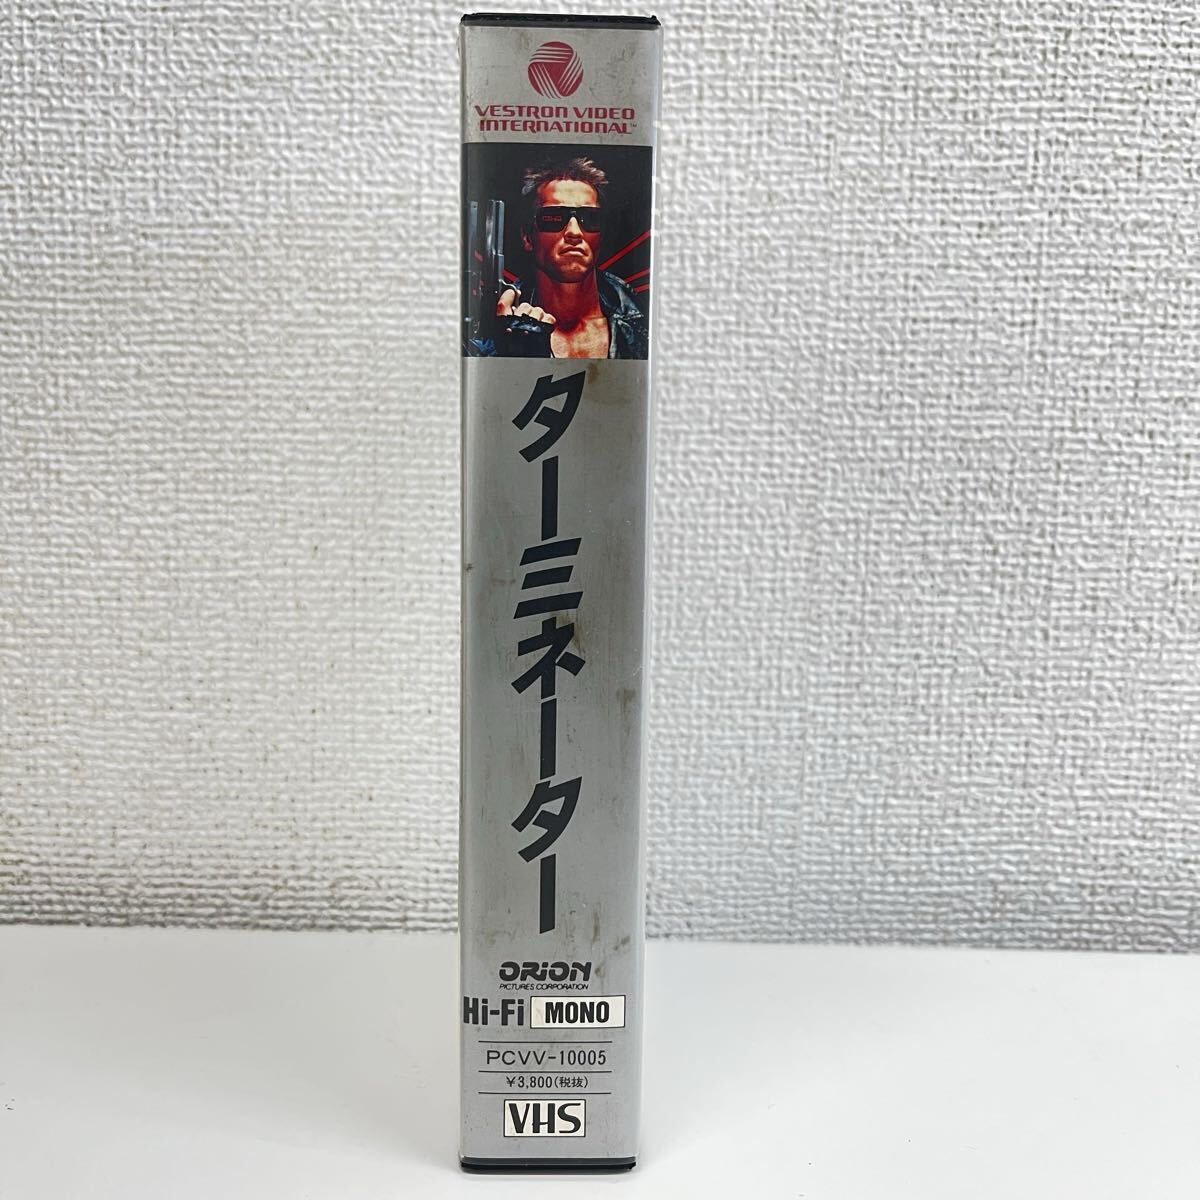 VESTRON VIDEO
INTERNATIONAL™
ターミネーター
ORION
PICTURES CORPORATION
Hi-Fi MONO
PCVV-10005
¥3,800(税抜)
VHS